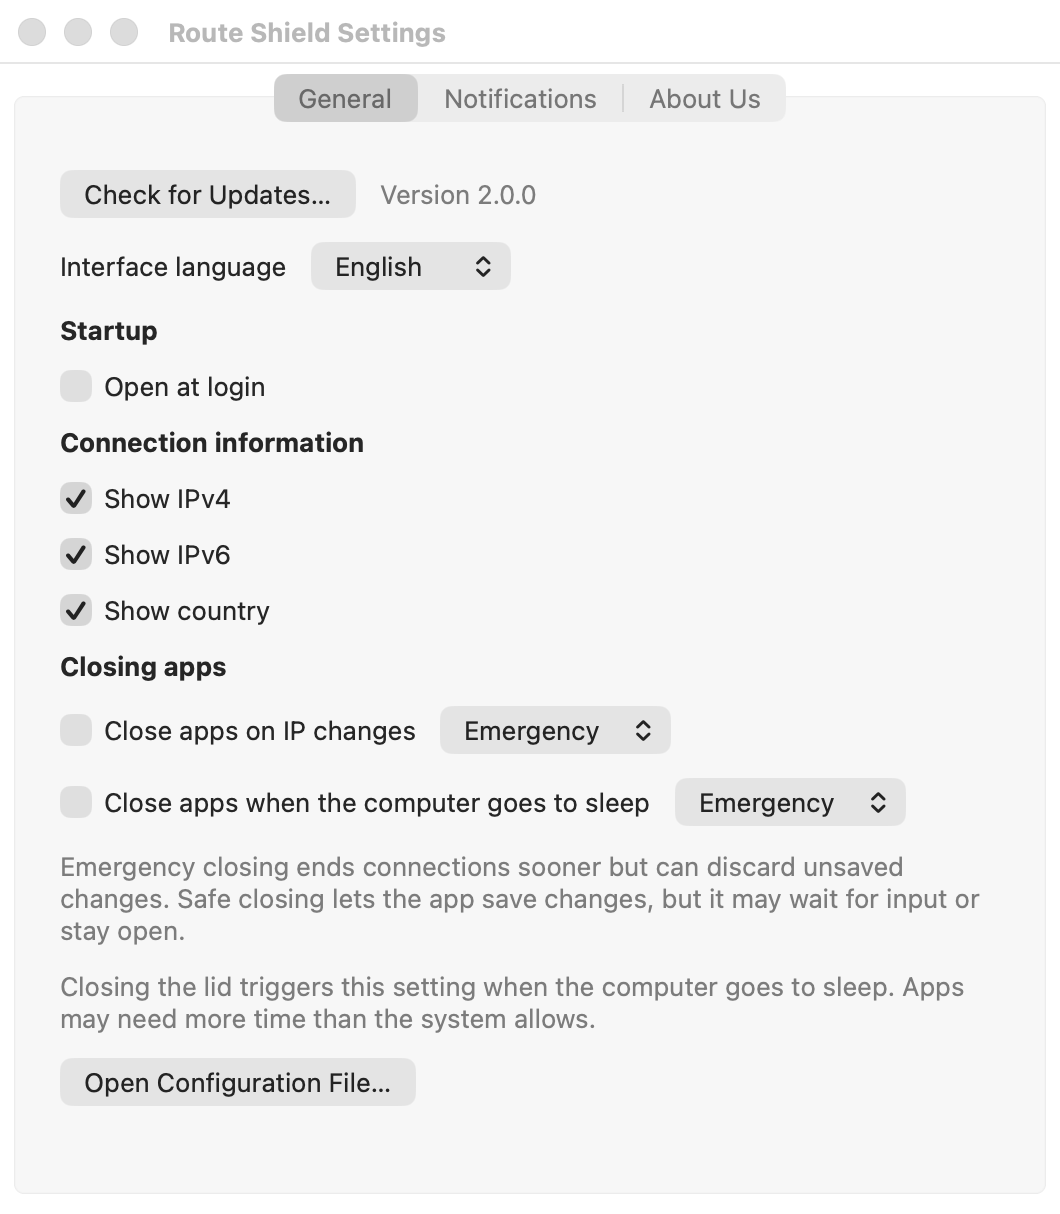 Route Shield Settings
General
Notifications
About Us
Check for Updates...
Version 2.0.0
Interface language
English
Startup
Open at login
Connection information
Show IPv4
Show IPv6
Show country
Closing apps
Close apps on IP changes
Emergency
Close apps when the computer goes to sleep
Emergency
Emergency closing ends connections sooner but can discard unsaved
changes. Safe closing lets the app save changes, but it may wait for input or
stay open.
Closing the lid triggers this setting when the computer goes to sleep. Apps
may need more time than the system allows.
Open Configuration File...